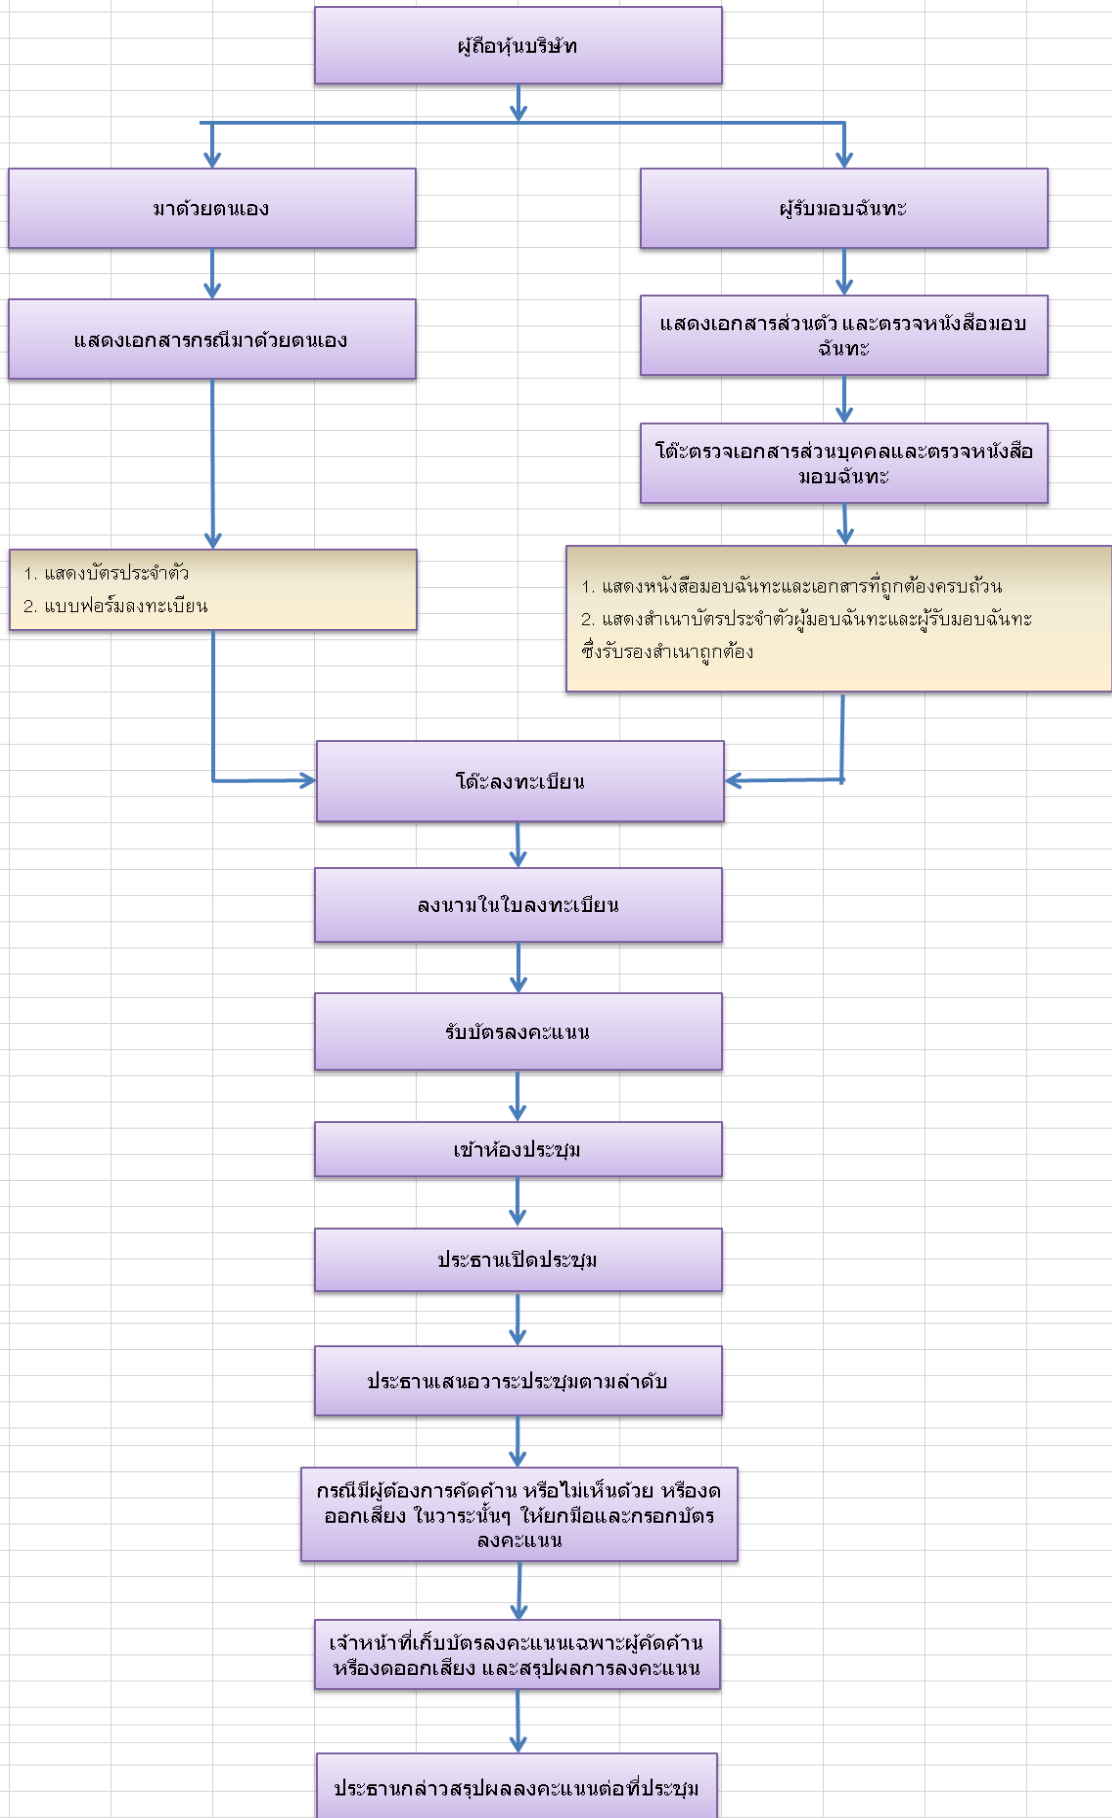 ผู้ถือหุ้นบริษัท
มาด้วยตนเอง
ผู้รับมอบฉันทะ
แสดงเอกสารกรณีมาด้วยตนเอง
แสดงเอกสารส่วนตัว และตรวจหนังสือมอบ
ฉันทะ
โต๊ะตรวจเอกสารส่วนบุคคลและตรวจหนังสือ
มอบฉันทะ
1. แสดงบัตรประจำตัว
2. แบบฟอร์มลงทะเบียน
1. แสดงหนังสือมอบฉันทะและเอกสารที่ถูกต้องครบถ้วน
2. แสดงสำเนาบัตรประจำตัวผู้มอบฉันทะและผู้รับมอบฉันทะ
ซึ่งรับรองสำเนาถูกต้อง
โต๊ะลงทะเบียน
ลงนามในใบลงทะเบียน
รับบัตรลงคะแนน
เข้าห้องประชุม
ประธานเปิดประชุม
ประธานเสนอวาระประชุมตามลำดับ
กรณีมีผู้ต้องการคัดค้าน หรือไม่เห็นด้วย หรืองด
ออกเสียง ในวาระนั้นๆ ให้ยกมือและกรอกบัตร
ลงคะแนน
เจ้าหน้าที่เก็บบัตรลงคะแนนเฉพาะผู้คัดค้าน
หรืองดออกเสียง และสรุปผลการลงคะแนน
ประธานกล่าวสรุปผลลงคะแนนต่อที่ประชุม